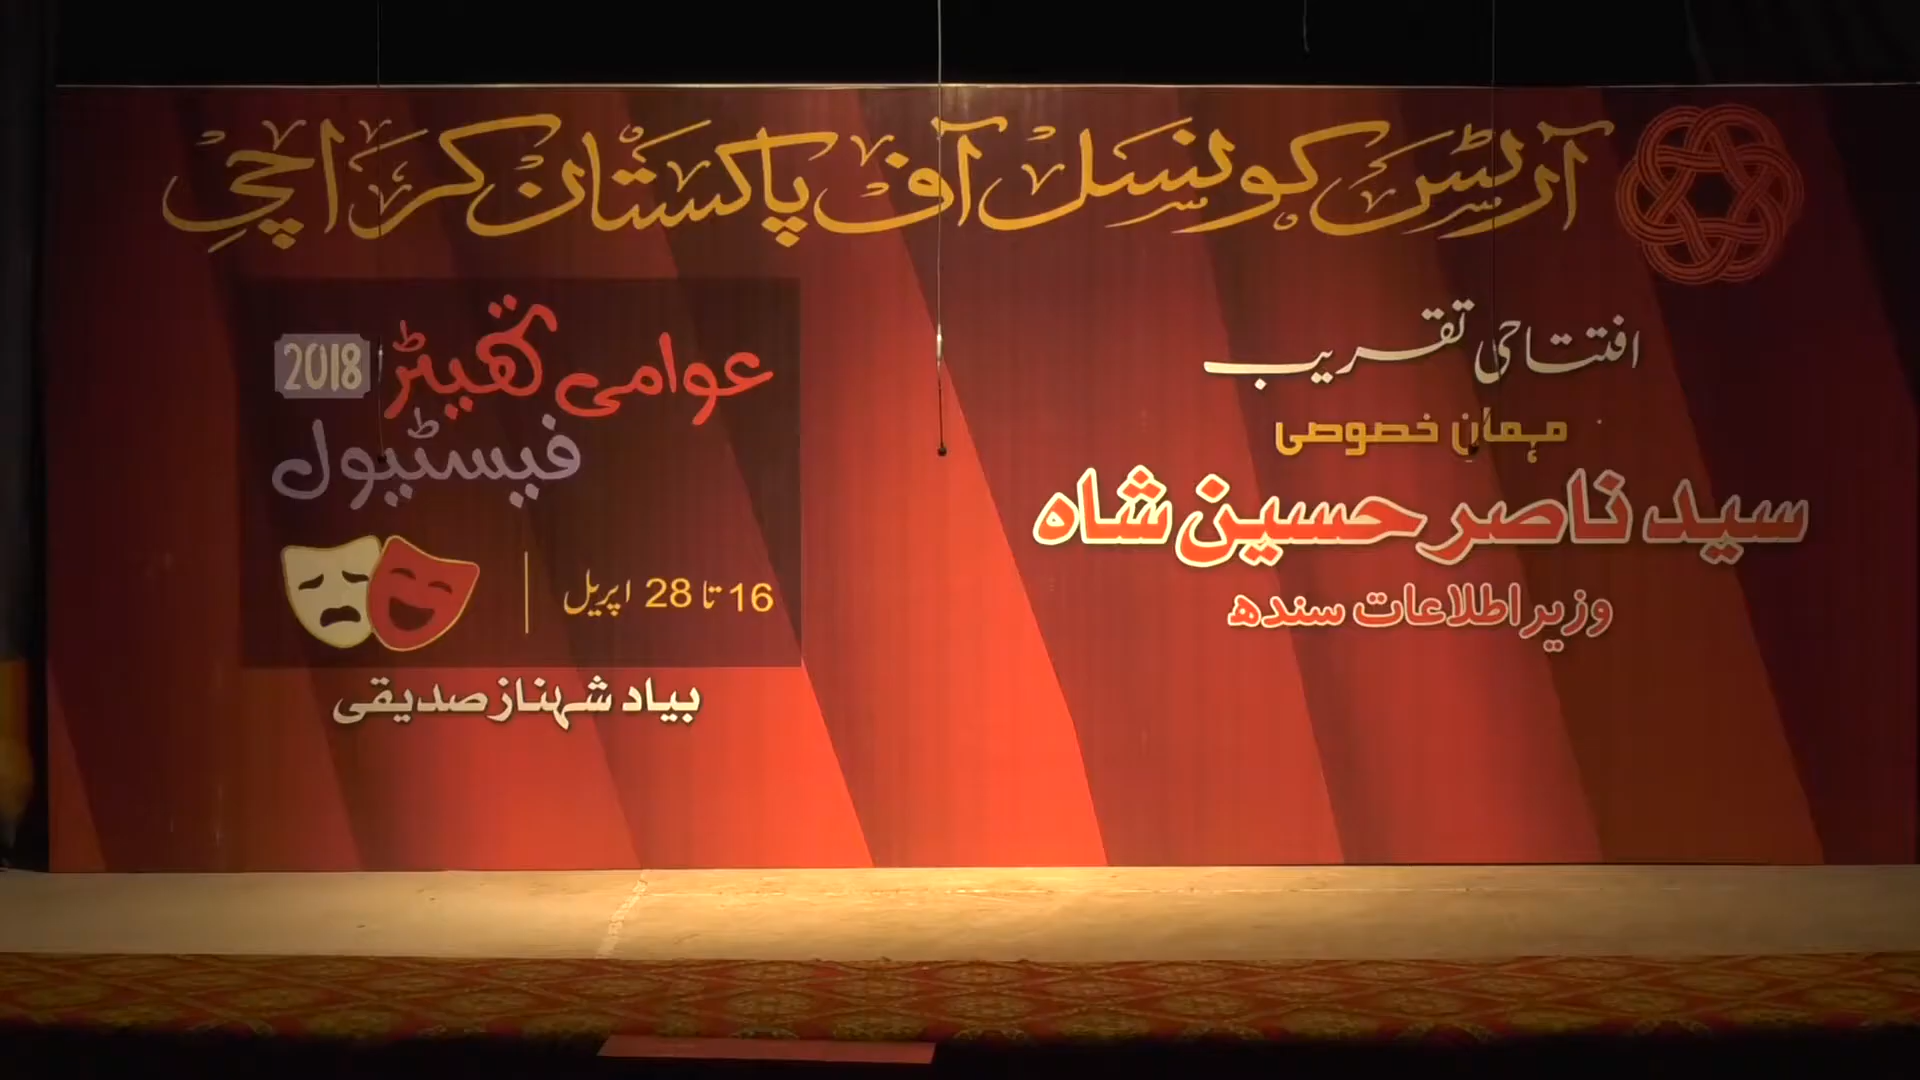 آرٹس کونسل آف پاکستان کراچی
افتتاحی تقریب
مہمانِ خصوصی
سید ناصر حسین شاہ
وزیر اطلاعات سندھ
عوامی تھیٹر 2018
فیسٹیول
16 تا 28 اپریل
بیاد شہناز صدیقی